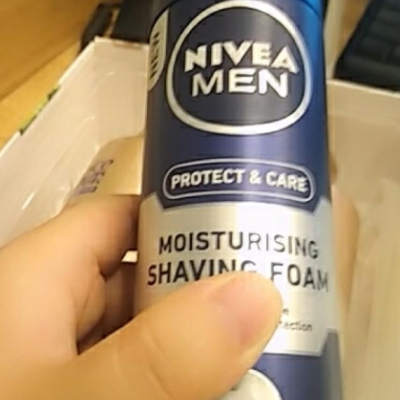 NIVEA
MEN
PROTECT & CARE
MOISTURISING
SHAVING FOAM